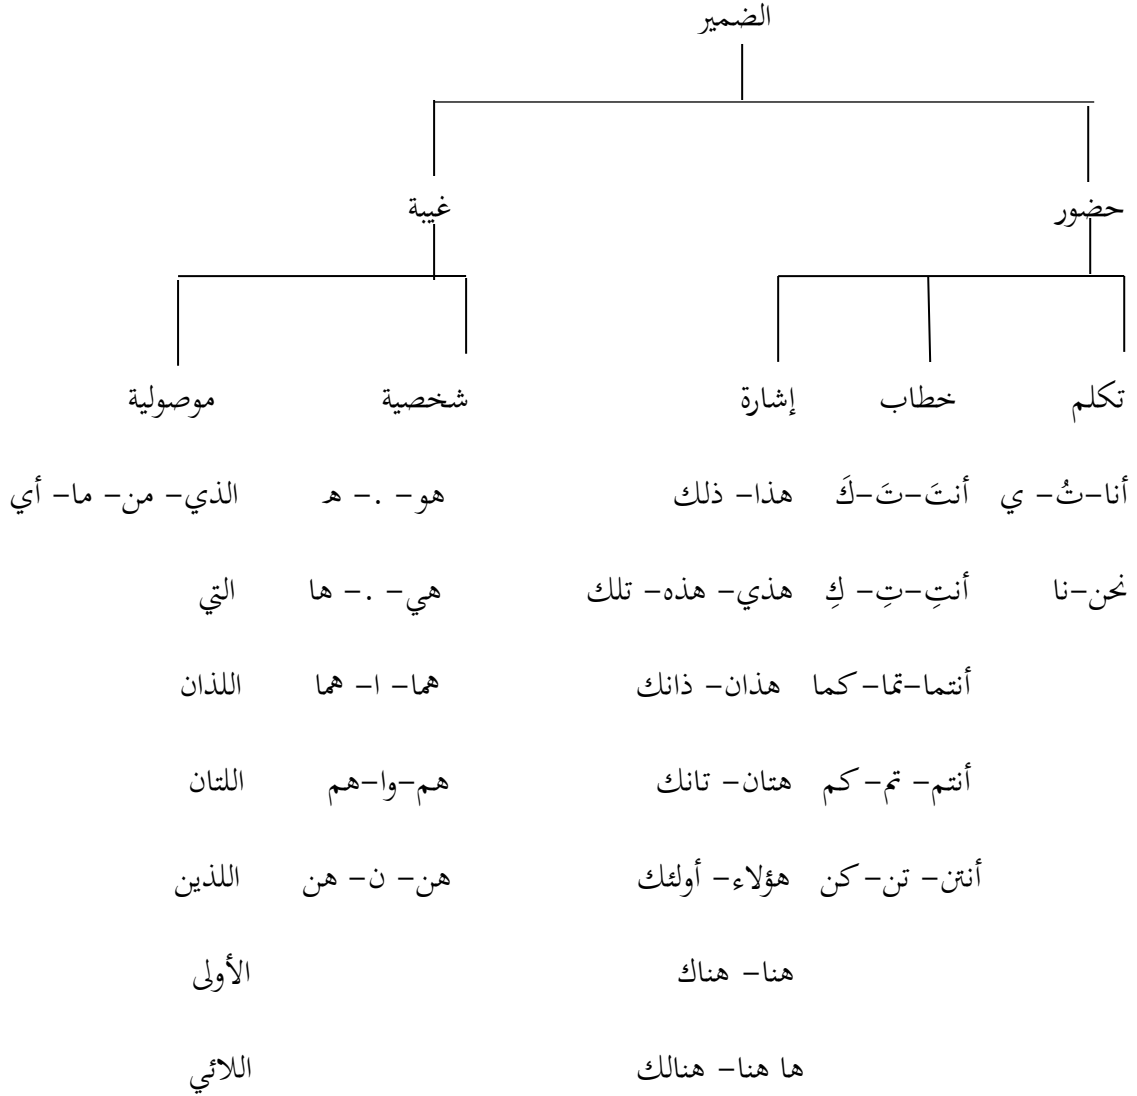 الضمير
حضور غيبة
تكلم خطاب إشارة شخصية موصولية
أنا–تُ– ي أنتَ–تَ–كَ هذا– ذلك هو– .– هـ الذي– من– ما– أي
نحن–نا أنتِ–تِ– كِ هذي– هذه– تلك هي– .– ها التي
أنتما–تما– كما هذان– ذانك هما– ا– هما اللذان
أنتم– تم– كم هتان– تانك هم–وا–هم اللتان
أنتن– تن– كن هؤلاء– أولئك هن– ن– هن اللذين
هنا– هناك الأولى
ها هنا– هنالك اللائي